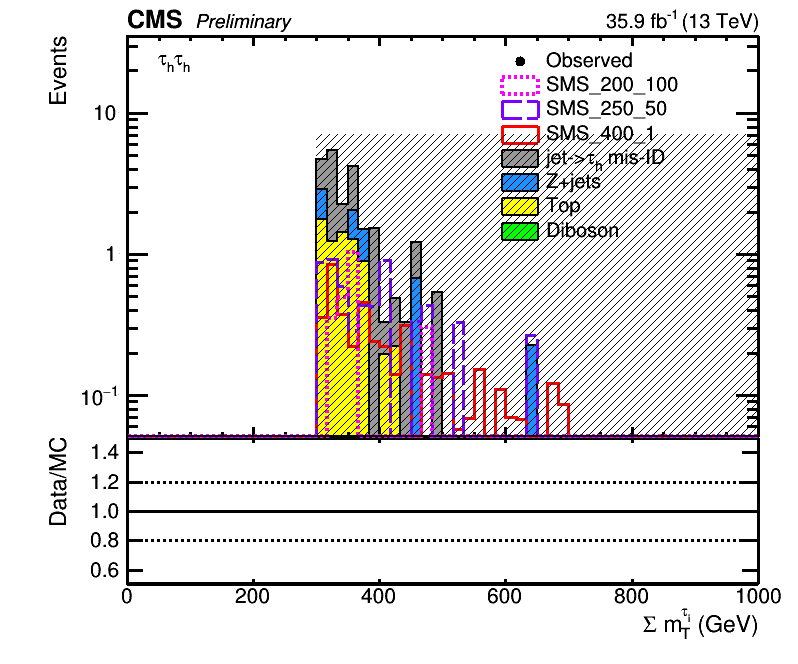 CMS Preliminary 35.9 fb⁻¹ (13 TeV)
Events
τₕτₕ
Observed
SMS_200_100
SMS_250_50
SMS_400_1
jet->τₕ mis-ID
Z+jets
Top
Diboson
10
1
10⁻¹
Data/MC
1.4
1.2
1.0
0.8
0.6
0 200 400 600 800 1000
Σ m_T^{τ_i} (GeV)